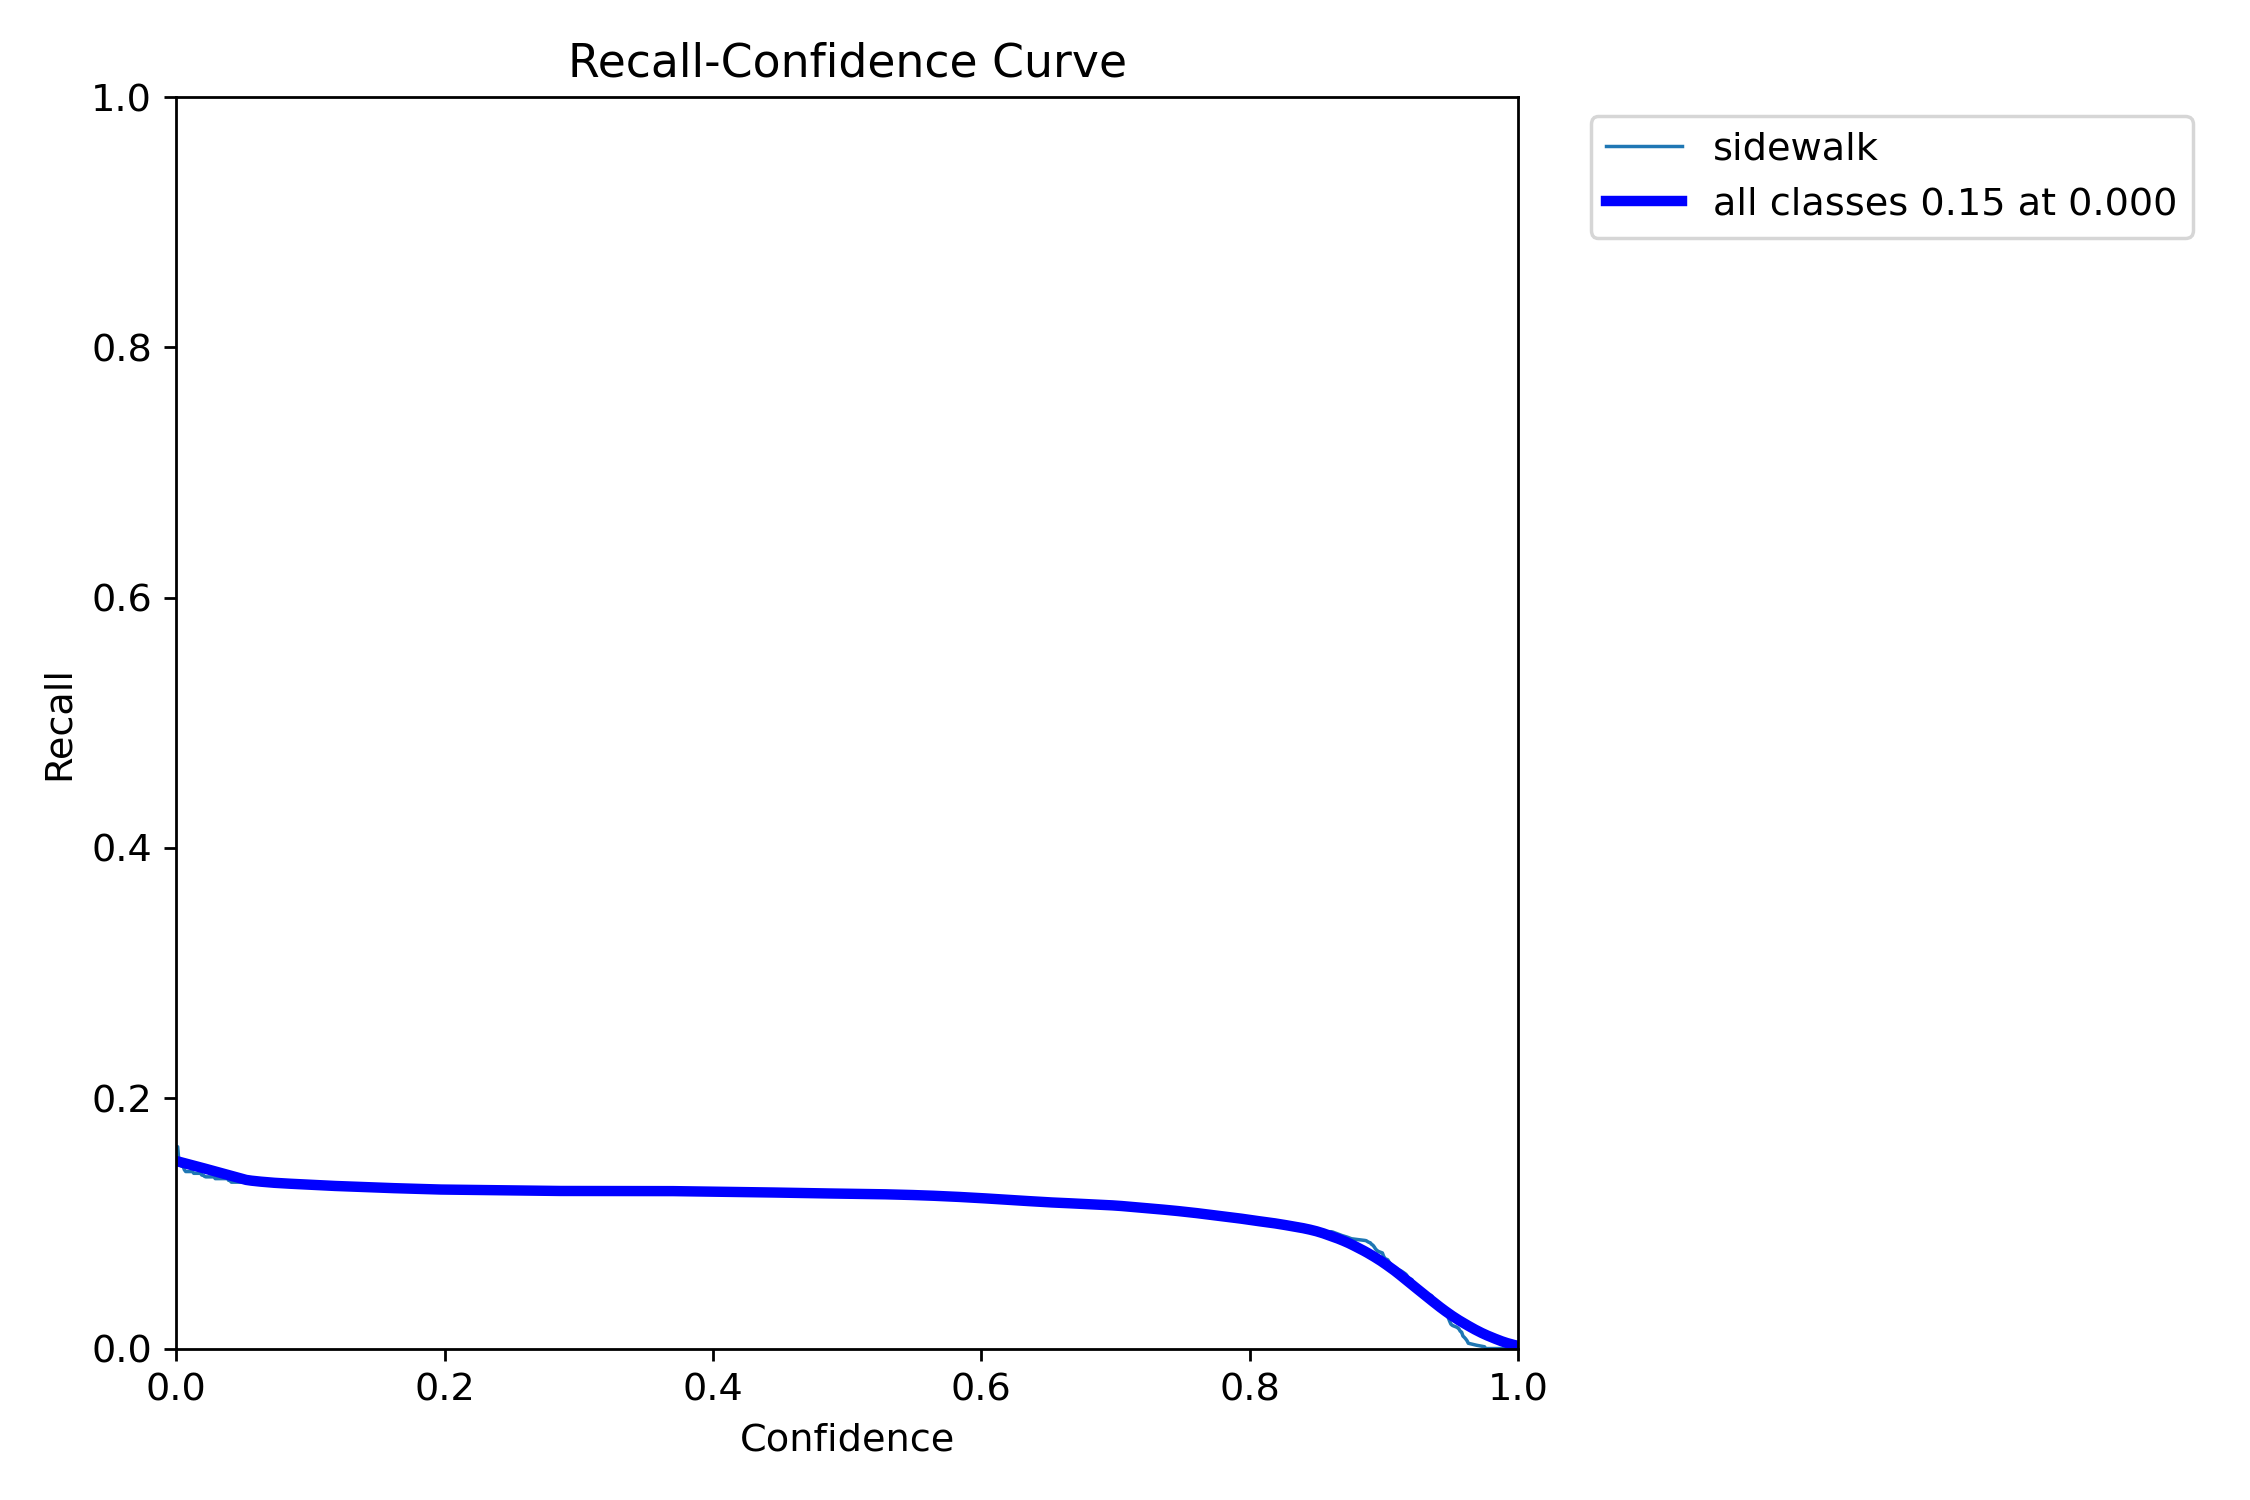 Recall-Confidence Curve
sidewalk
all classes 0.15 at 0.000
1.0
0.8
0.6
0.4
0.2
0.0
Recall
0.0 0.2 0.4 0.6 0.8 1.0
Confidence